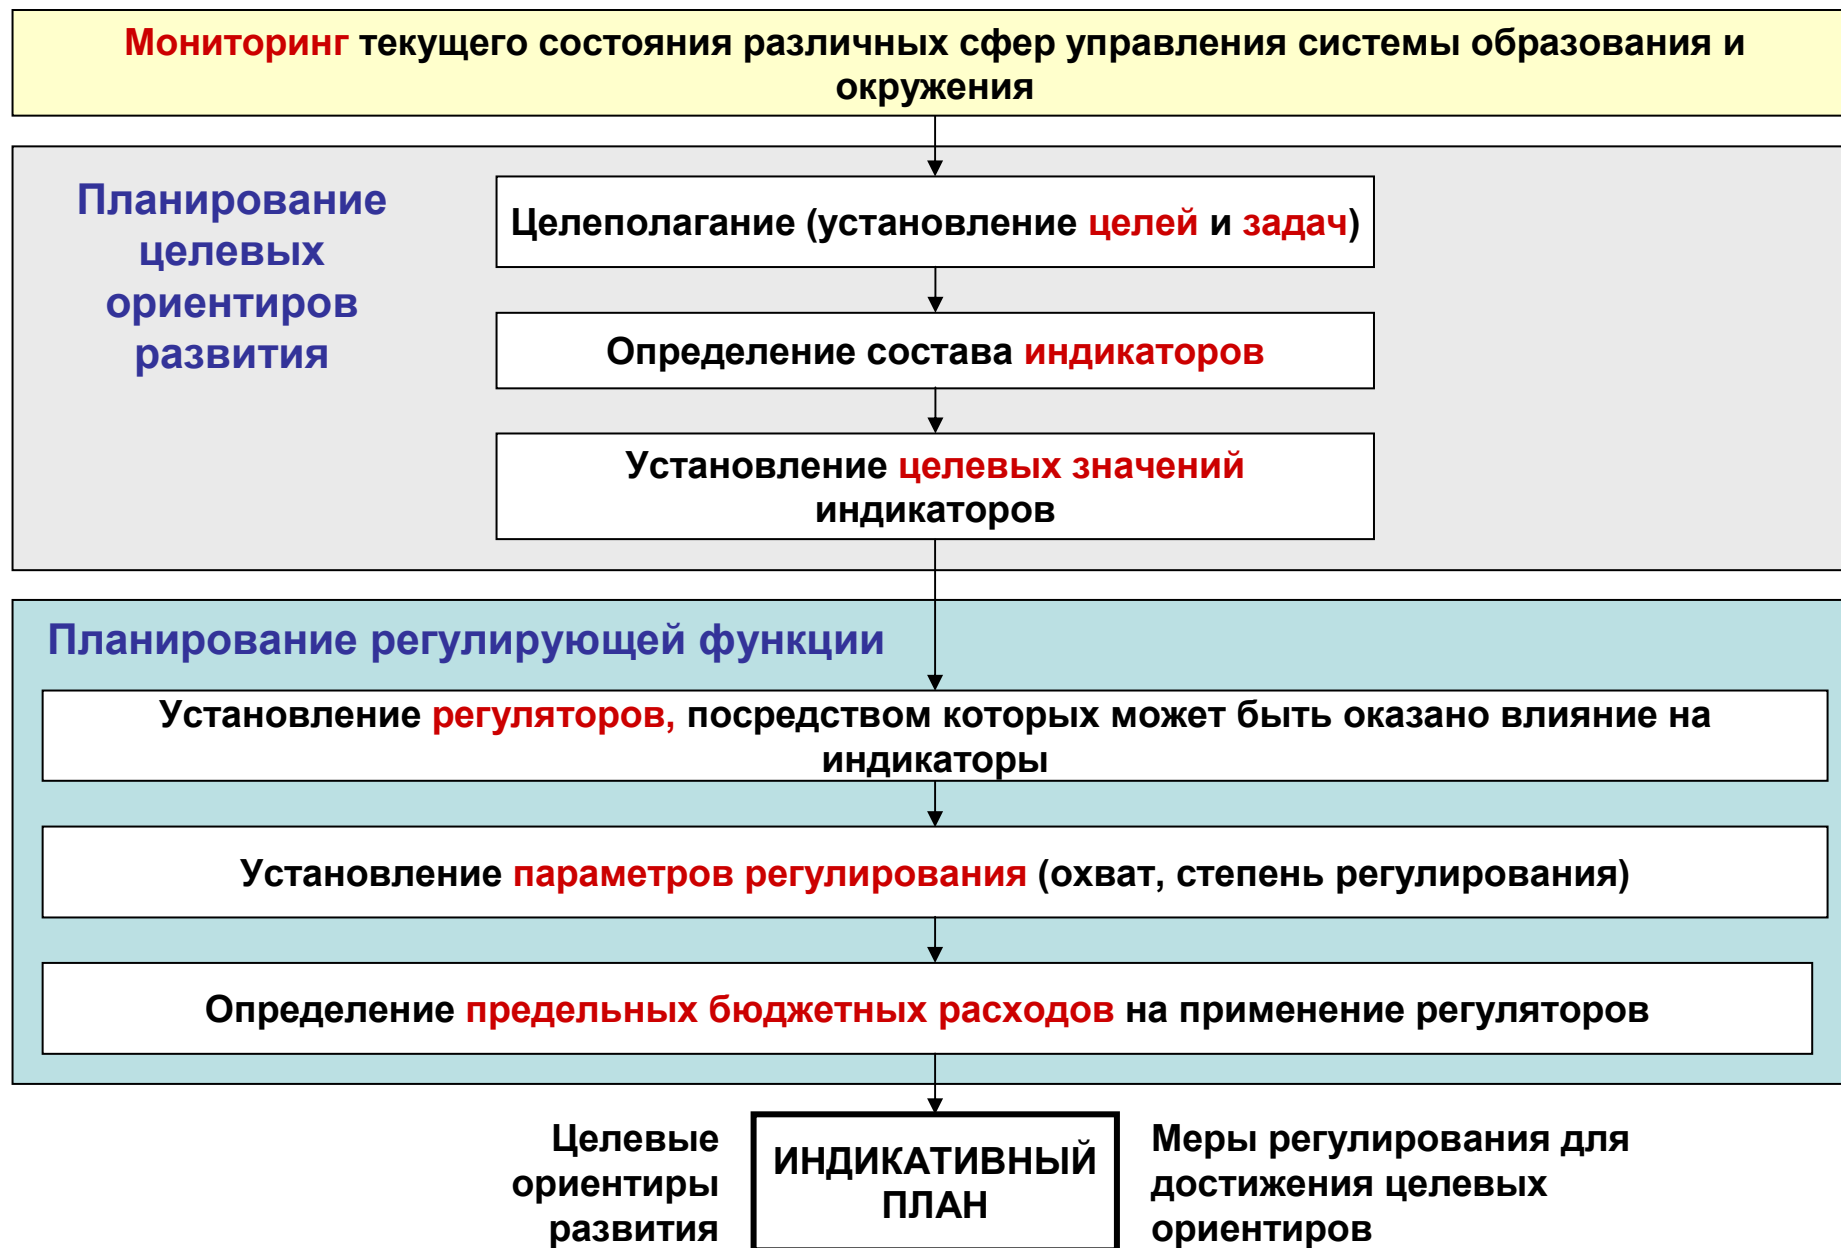 Мониторинг текущего состояния различных сфер управления системы образования и
окружения
Планирование
целевых
ориентиров
развития
Целеполагание (установление целей и задач)
Определение состава индикаторов
Установление целевых значений
индикаторов
Планирование регулирующей функции
Установление регуляторов, посредством которых может быть оказано влияние на
индикаторы
Установление параметров регулирования (охват, степень регулирования)
Определение предельных бюджетных расходов на применение регуляторов
Целевые
ориентиры
развития
ИНДИКАТИВНЫЙ
ПЛАН
Меры регулирования для
достижения целевых
ориентиров